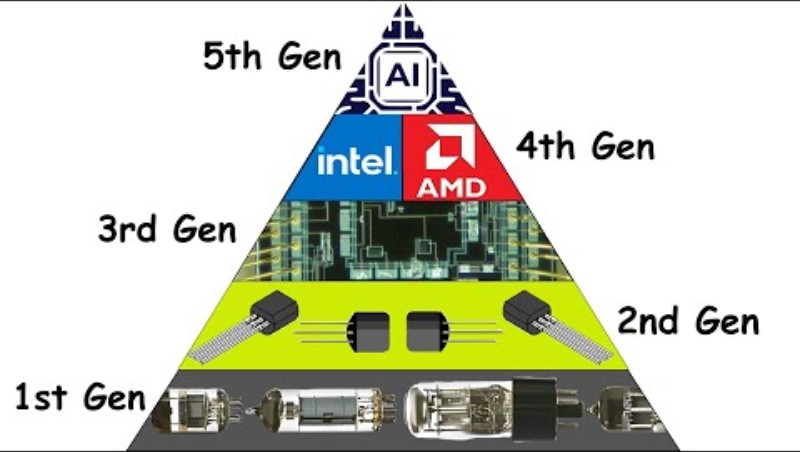 5th Gen
AI
intel.
AMD
4th Gen
3rd Gen
2nd Gen
1st Gen